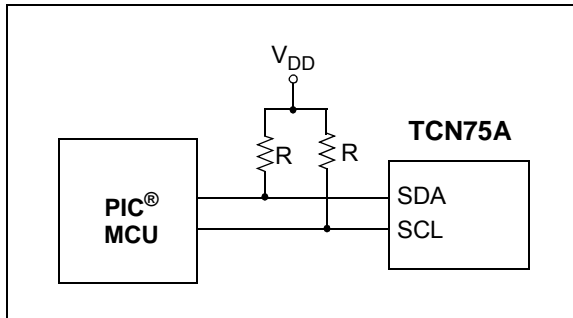 VDD
TCN75A
R R
PIC® SDA
MCU SCL